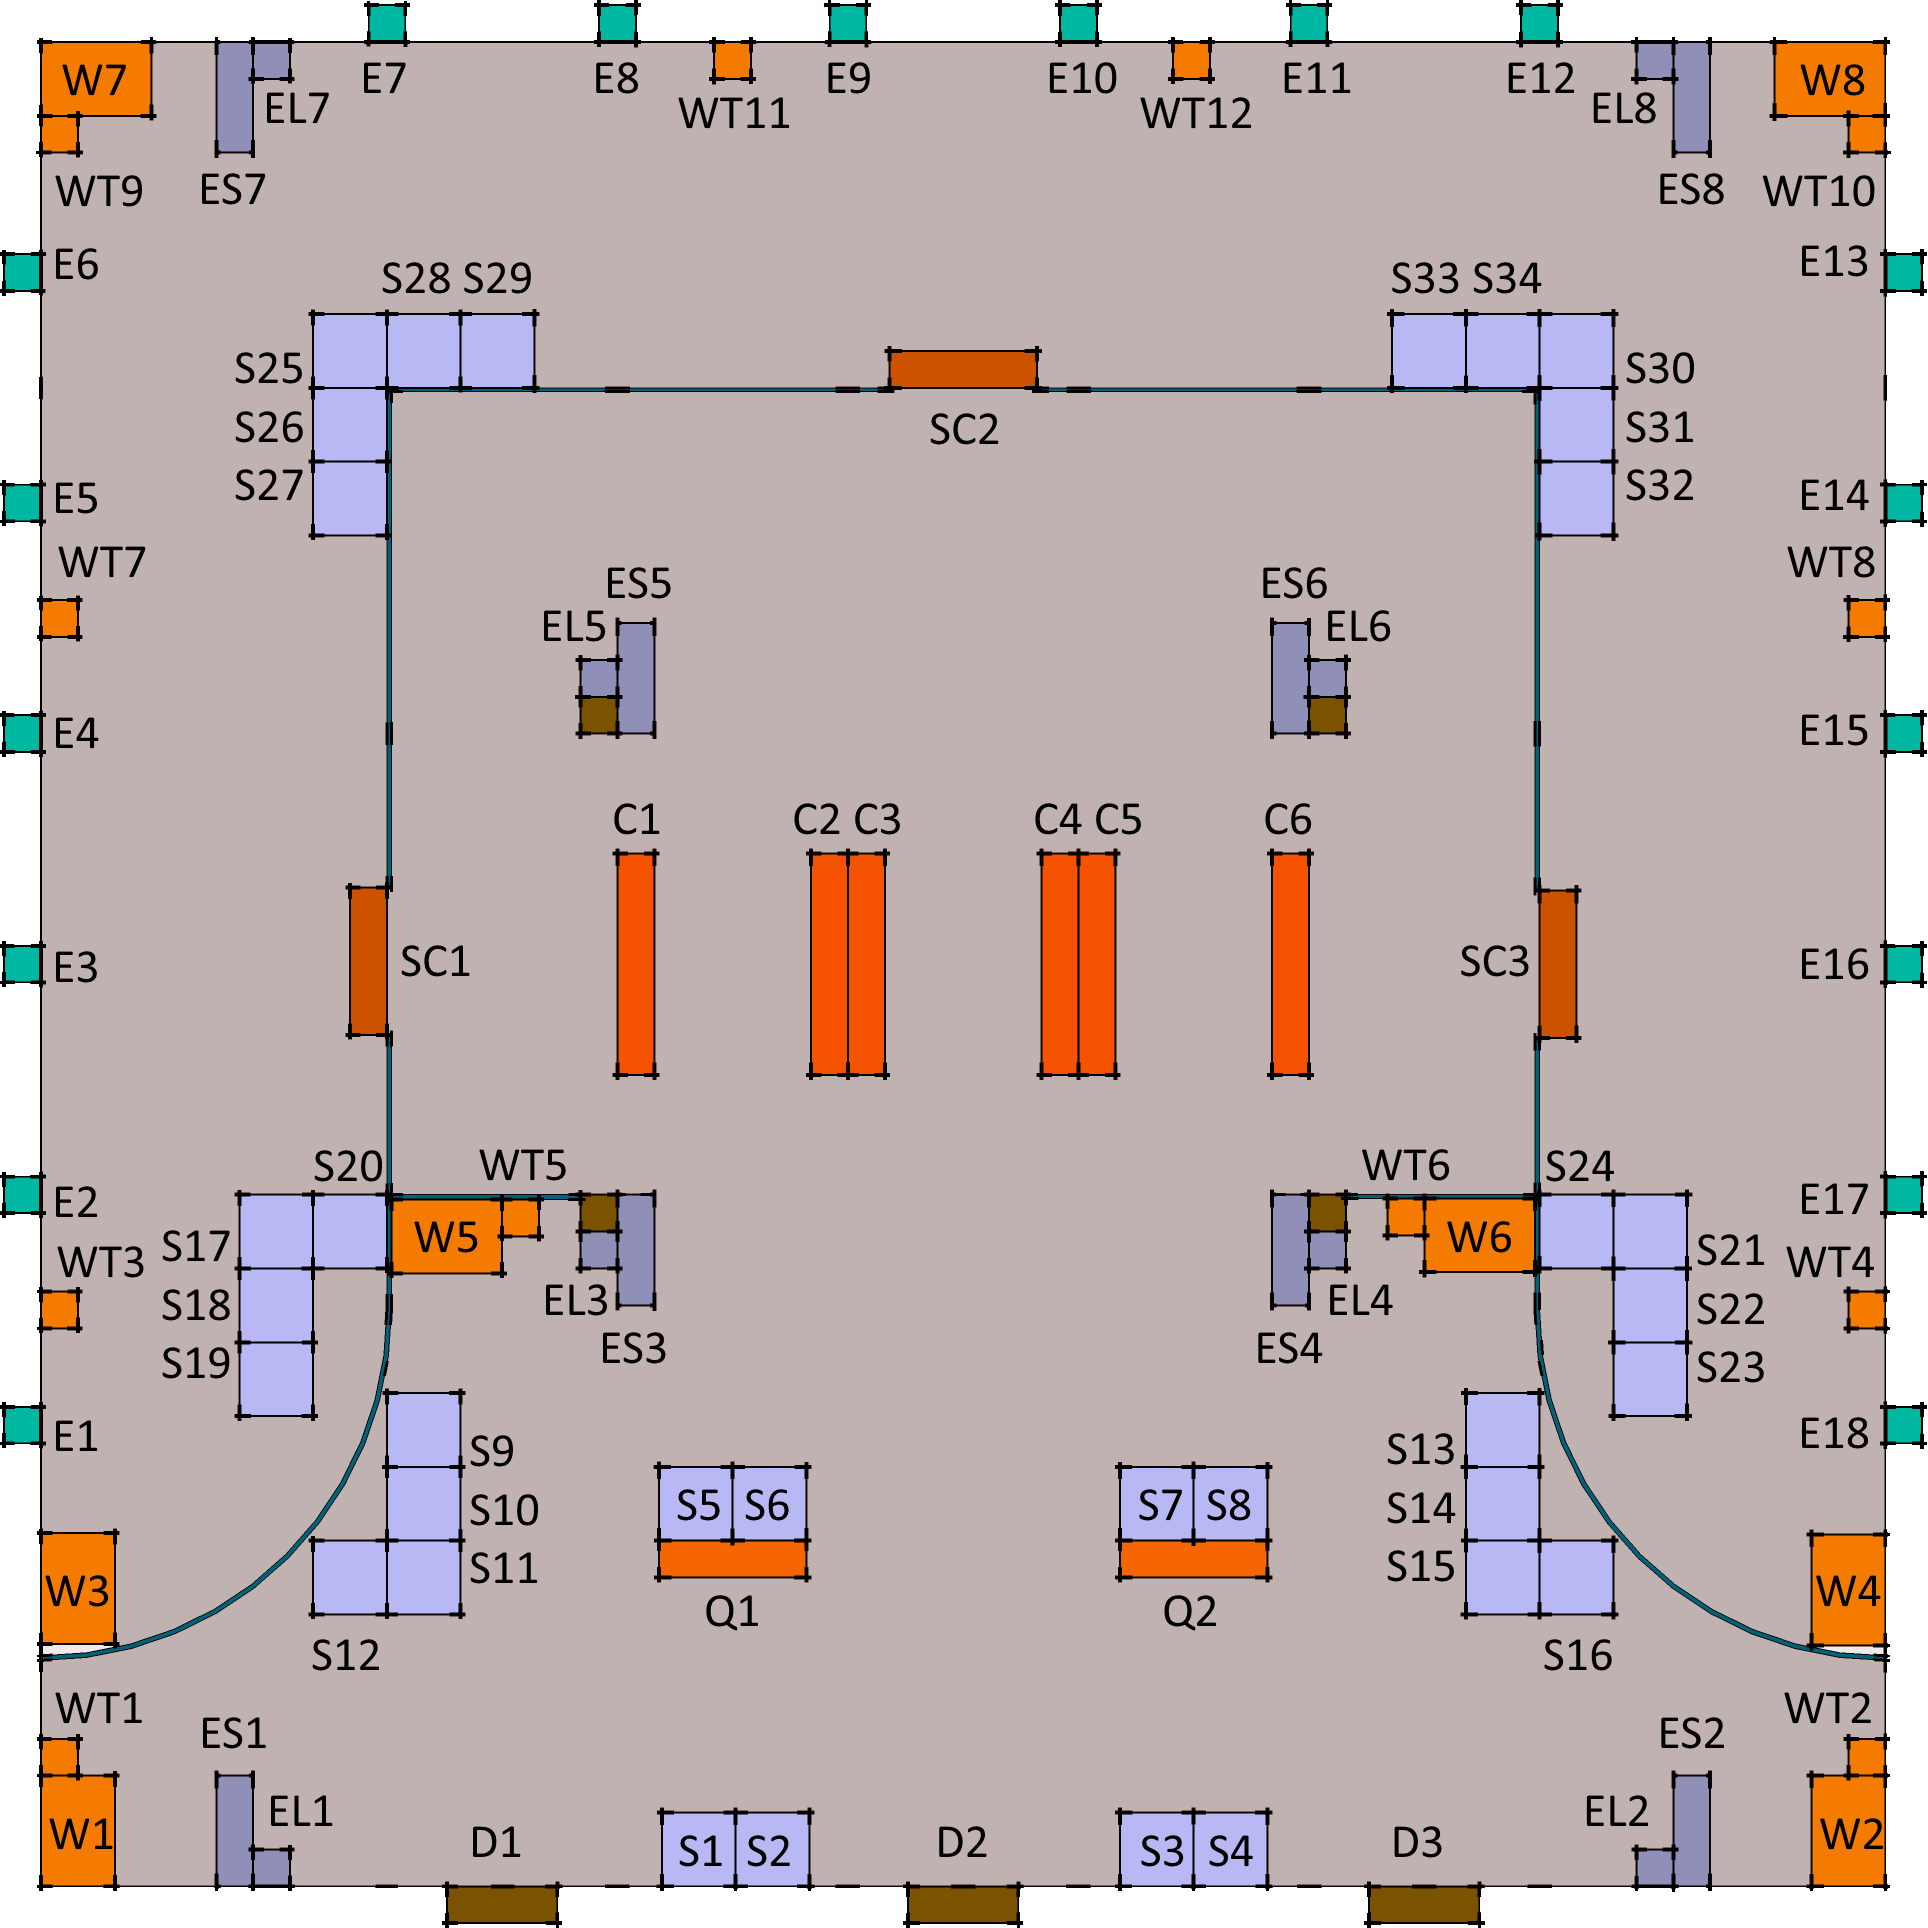 E7 E8 E9 E10 E11 E12
W7 EL7 WT11 WT12 EL8 W8
WT9 ES7 ES8 WT10
E6 E13
S28 S29 S33 S34
S25 S30
S26 SC2 S31
S27 S32
E5 E14
WT7 WT8
ES5 ES6
EL5 EL6
E4 E15
C1 C2 C3 C4 C5 C6
E3 SC1 SC3 E16
S20 WT5 WT6 S24
E2 E17
S17 W5 W6 S21
WT3 WT4
S18 EL3 EL4 S22
S19 ES3 ES4 S23
E1 E18
S9 S13
S10 S5 S6 S7 S8 S14
S11 S15
W3 Q1 Q2 W4
S12 S16
WT1 WT2
ES1 ES2
EL1 EL2
W1 D1 S1 S2 D2 S3 S4 D3 W2